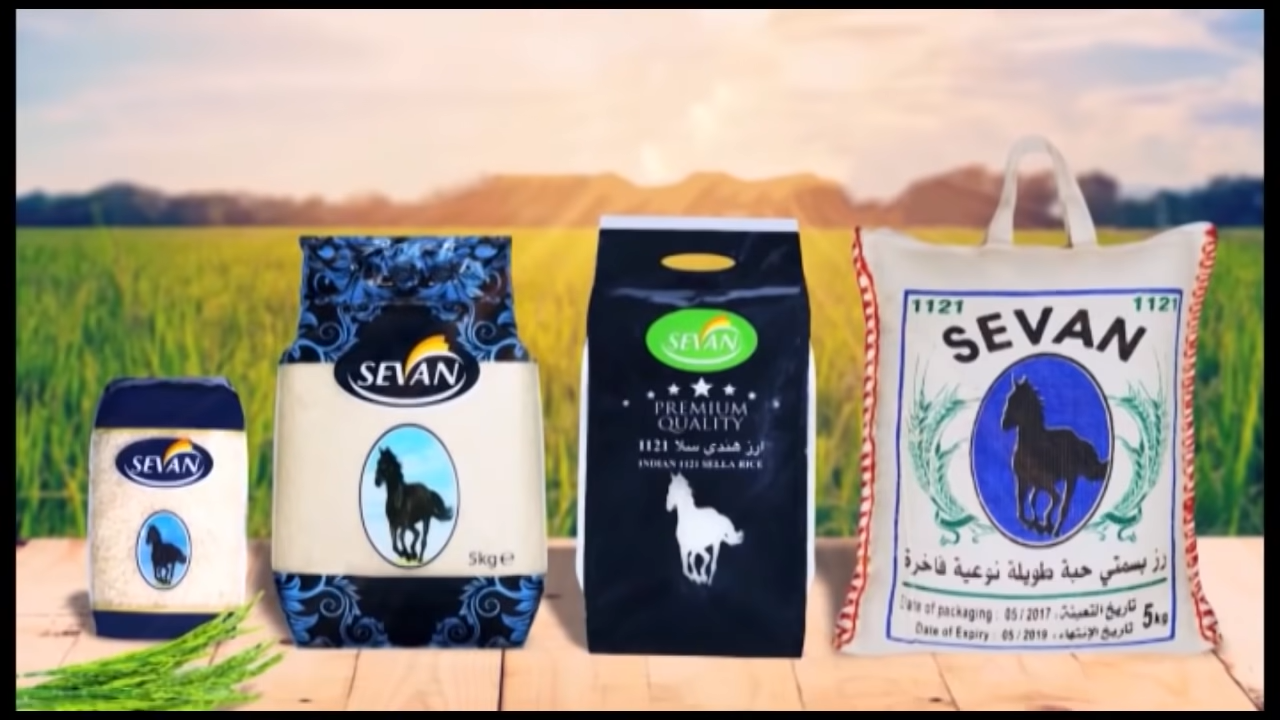 SEVAN
SEVAN
5kg ℮
SEVAN
PREMIUM
QUALITY
ارز هندي سلا 1121
INDIAN 1121 SELLA RICE
1121 1121
SEVAN
رز بسمتي حبة طويلة نوعية فاخرة
Date of packaging : 05 / 2017 : تاريخ التعبئة
5kg
Date of Expiry : 05 / 2019 : تاريخ الإنتهاء